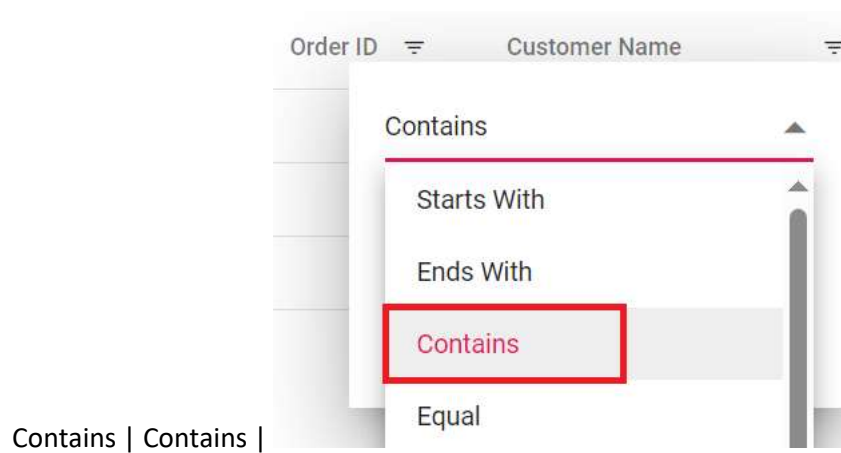 Order ID Customer Name
Contains
Starts With
Ends With
Contains
Equal
Contains | Contains |